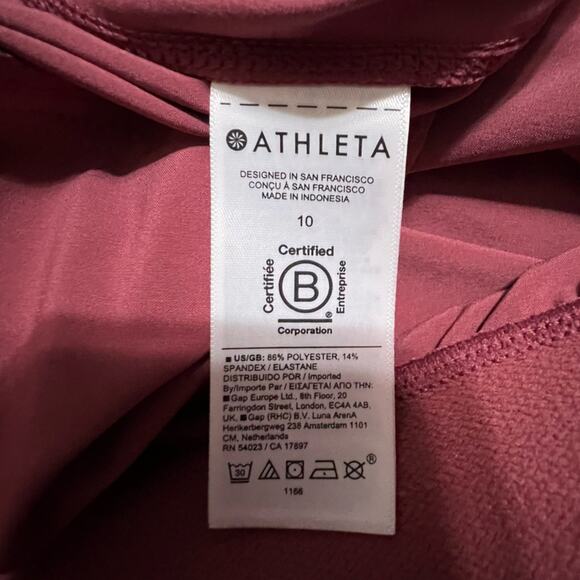 ATHLETA
DESIGNED IN SAN FRANCISCO
CONÇU À SAN FRANCISCO
MADE IN INDONESIA
10
Certified
Certifiée
B
Entreprise
®
Corporation
US/GB: 86% POLYESTER, 14%
SPANDEX / ELASTANE
DISTRIBUIDO POR / Imported
By/Importe Par / ΕΙΣΑΓΕΤΑΙ ΑΠΟ ΤΗΝ:
Gap Europe Ltd., 8th Floor, 20
Farringdon Street, London, EC4A 4AB,
UK, Gap (RHC) B.V. Luna ArenA
Herikerbergweg 238 Amsterdam 1101
CM, Netherlands
RN 54023 / CA 17897
30 ®
1166